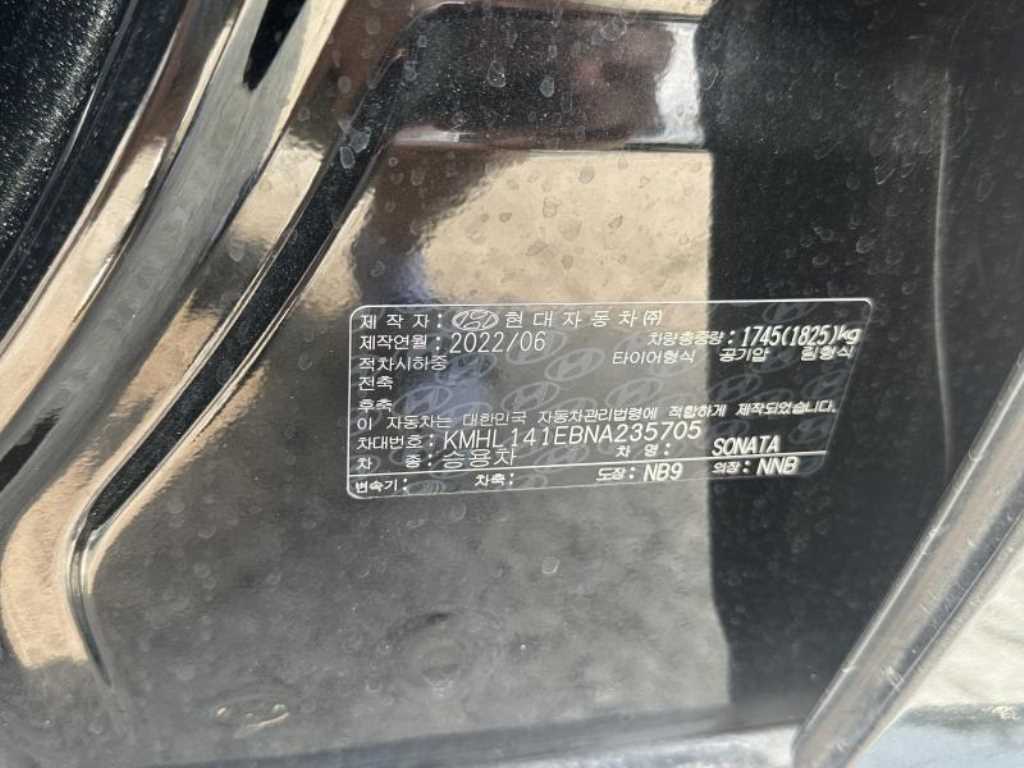 제 작 자 : 현 대 자 동 차 ㈜
제작연월 : 2022/06 차량총중량 : 1745(1825)kg
적차시하중 타이어형식 공기압 림형식
전축
후축
이 자동차는 대한민국 자동차관리법령에 적합하게 제작되었습니다.
차대번호 : KMHL141EBNA235705
차 종 : 승용차 차 명 : SONATA
변속기 : 차축 : 도장 : NB9 의장 : NNB